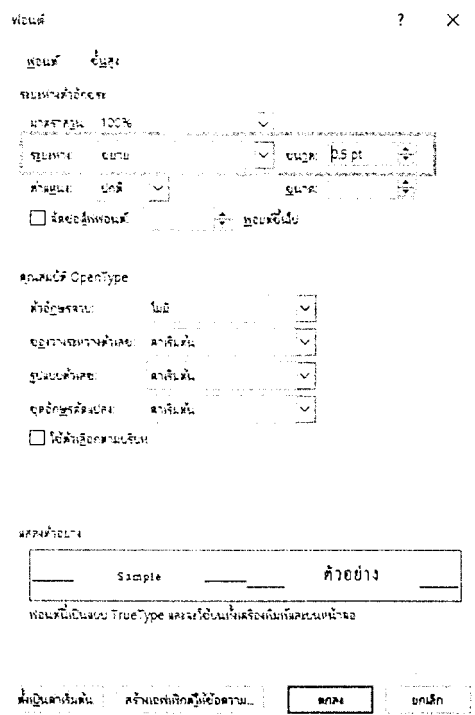 ฟอนต์ ? ×
ฟอนต์ ขั้นสูง
ระยะห่างตัวอักษร
มาตราส่วน: 100%
ระยะห่าง: ขยาย ขนาด: 0.5 pt
ตำแหน่ง: ปกติ ขนาด:
จัดช่องไฟฟอนต์: พอยต์ขึ้นไป
คุณสมบัติ OpenType
ตัวอักษรควบ: ไม่มี
ช่องว่างระหว่างตัวเลข: ค่าเริ่มต้น
รูปแบบตัวเลข: ค่าเริ่มต้น
ชุดอักษรดัดแปลง: ค่าเริ่มต้น
ใช้ตัวเลือกตามบริบท
แสดงตัวอย่าง
Sample ตัวอย่าง
ฟอนต์นี้เป็นแบบ TrueType และจะใช้บนทั้งเครื่องพิมพ์และบนหน้าจอ
ตั้งเป็นค่าเริ่มต้น สร้างเอฟเฟ็กต์ให้ข้อความ... ตกลง ยกเลิก